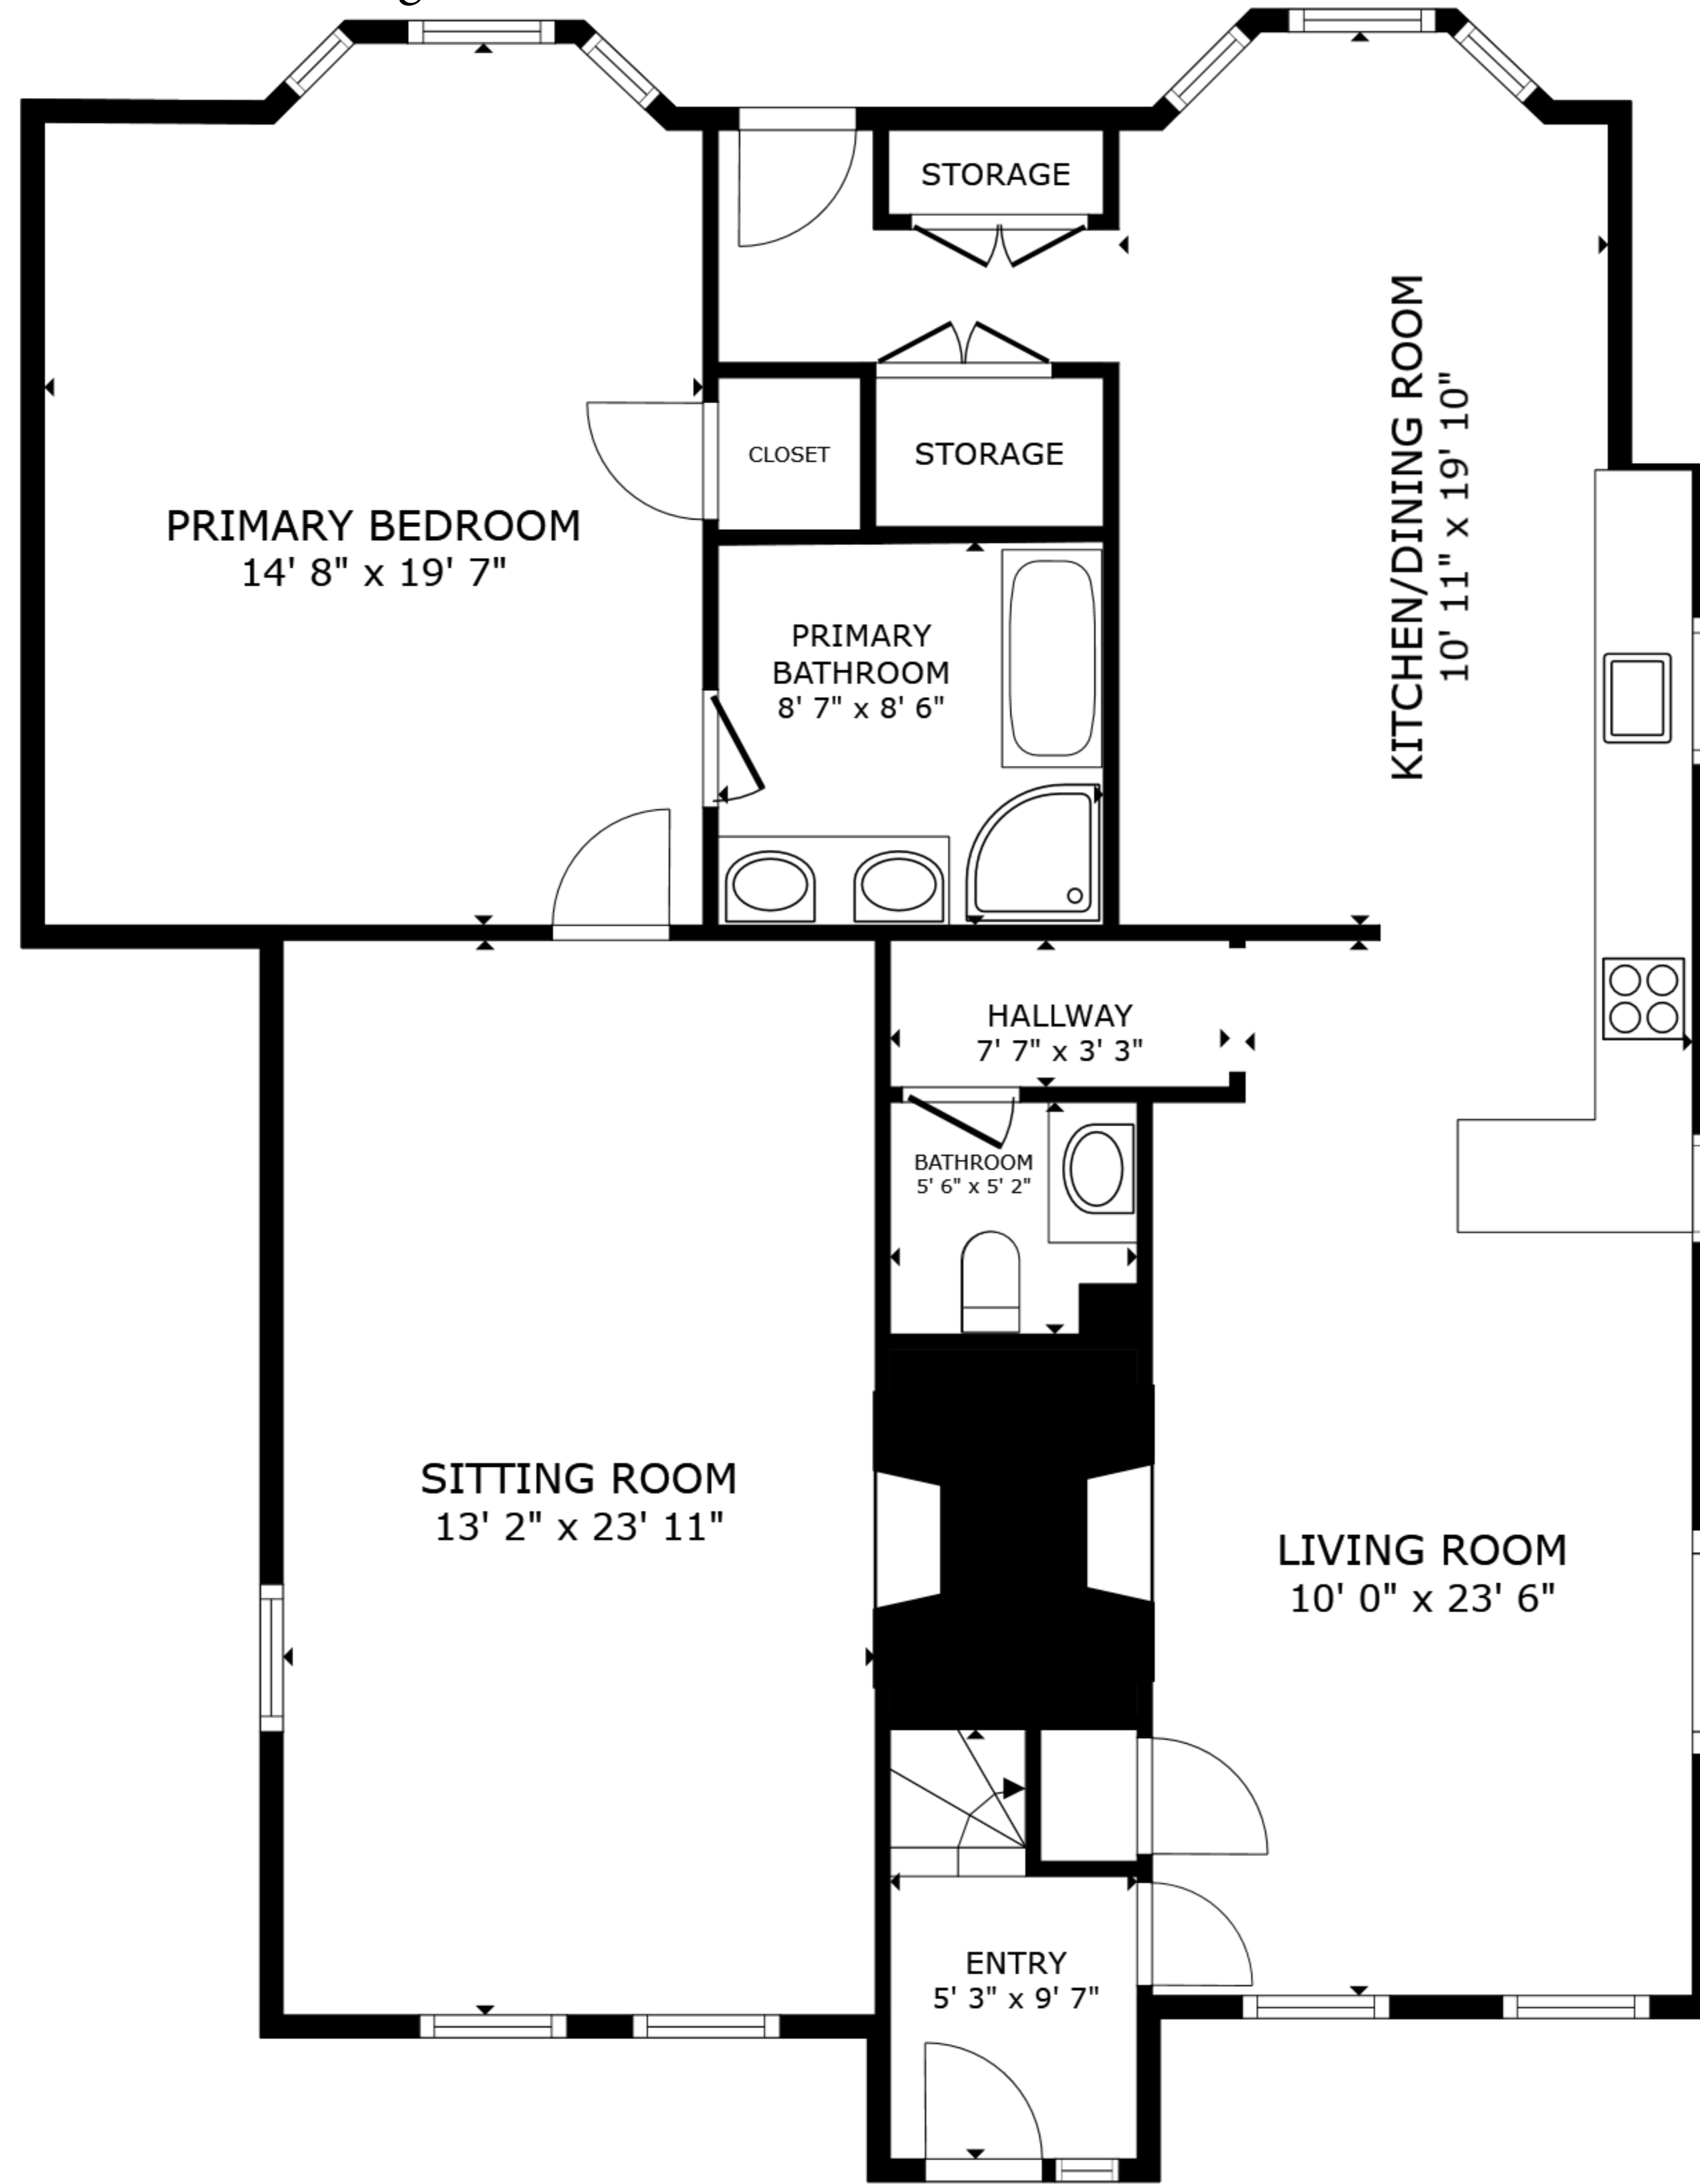 STORAGE
CLOSET
STORAGE
PRIMARY BEDROOM
14' 8" x 19' 7"
KITCHEN/DINING ROOM
10' 11" x 19' 10"
PRIMARY
BATHROOM
8' 7" x 8' 6"
HALLWAY
7' 7" x 3' 3"
BATHROOM
5' 6" x 5' 2"
SITTING ROOM
13' 2" x 23' 11"
LIVING ROOM
10' 0" x 23' 6"
ENTRY
5' 3" x 9' 7"